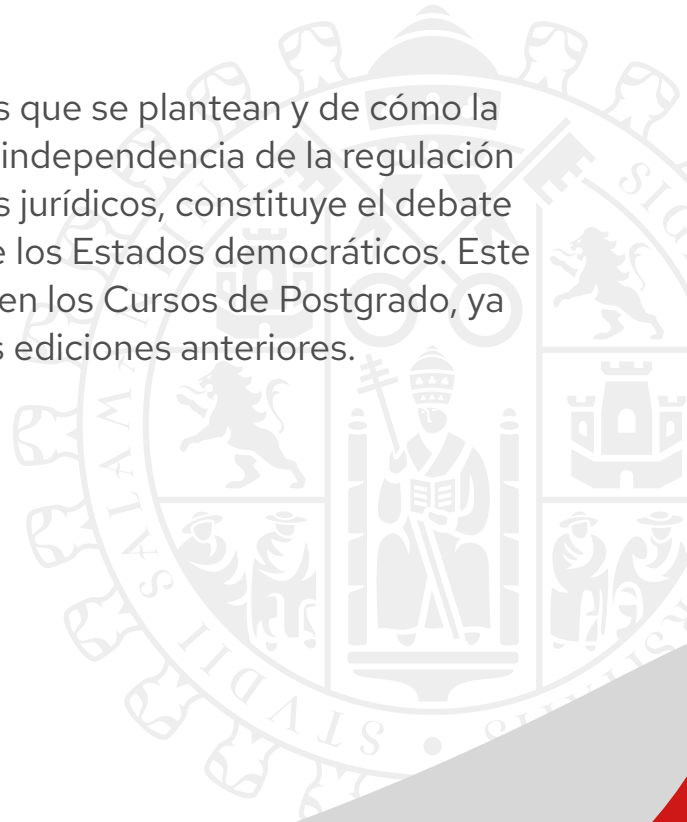 s que se plantean y de cómo la
independencia de la regulación
s jurídicos, constituye el debate
e los Estados democráticos. Este
en los Cursos de Postgrado, ya
s ediciones anteriores.
STVDII SALMA